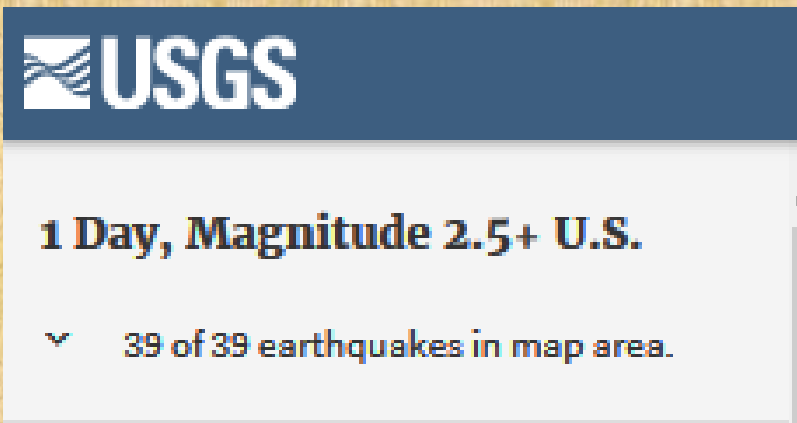 USGS
1 Day, Magnitude 2.5+ U.S.
39 of 39 earthquakes in map area.